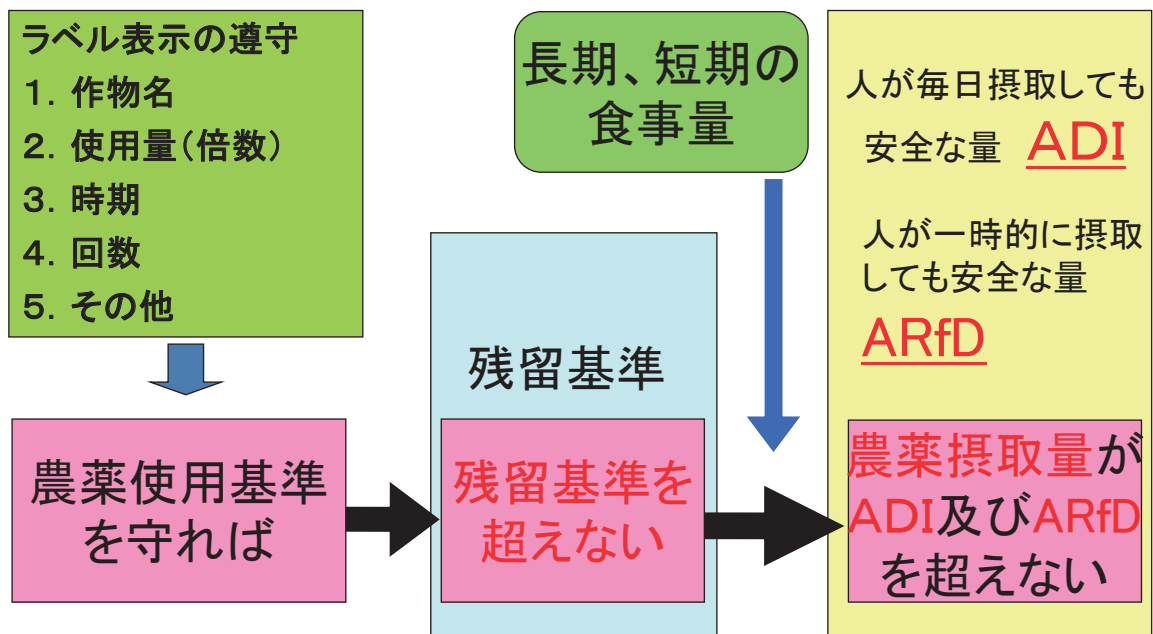 ラベル表示の遵守
1. 作物名
2. 使用量(倍数)
3. 時期
4. 回数
5. その他
農薬使用基準
を守れば
残留基準
残留基準を
超えない
長期、短期の
食事量
人が毎日摂取しても
安全な量 ADI
人が一時的に摂取
しても安全な量
ARfD
農薬摂取量が
ADI及びARfD
を超えない